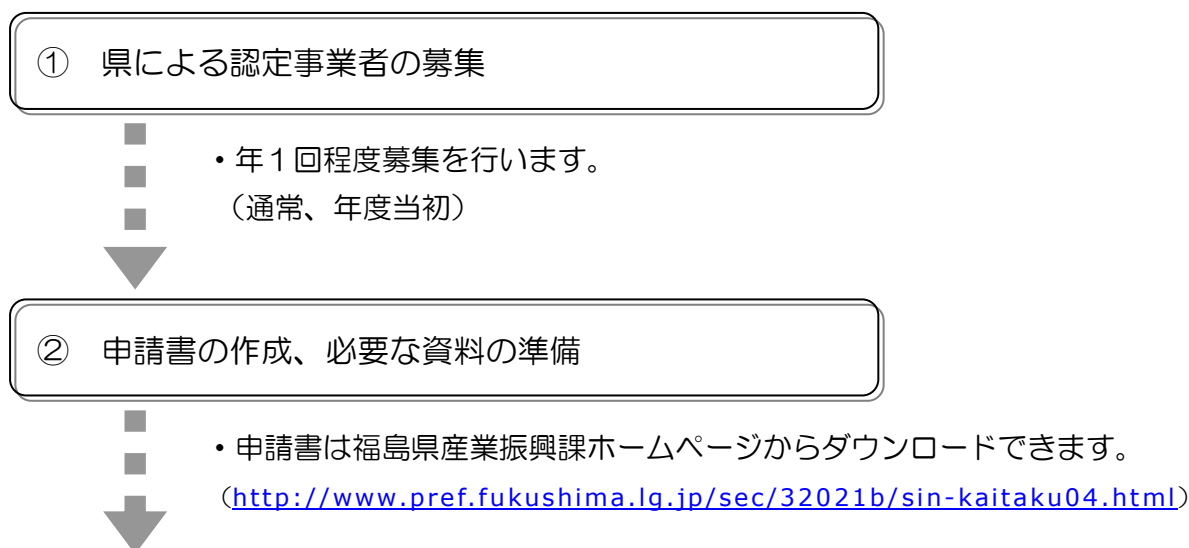 ① 県による認定事業者の募集
・年１回程度募集を行います。
（通常、年度当初）
② 申請書の作成、必要な資料の準備
・申請書は福島県産業振興課ホームページからダウンロードできます。
（http://www.pref.fukushima.lg.jp/sec/32021b/sin-kaitaku04.html）